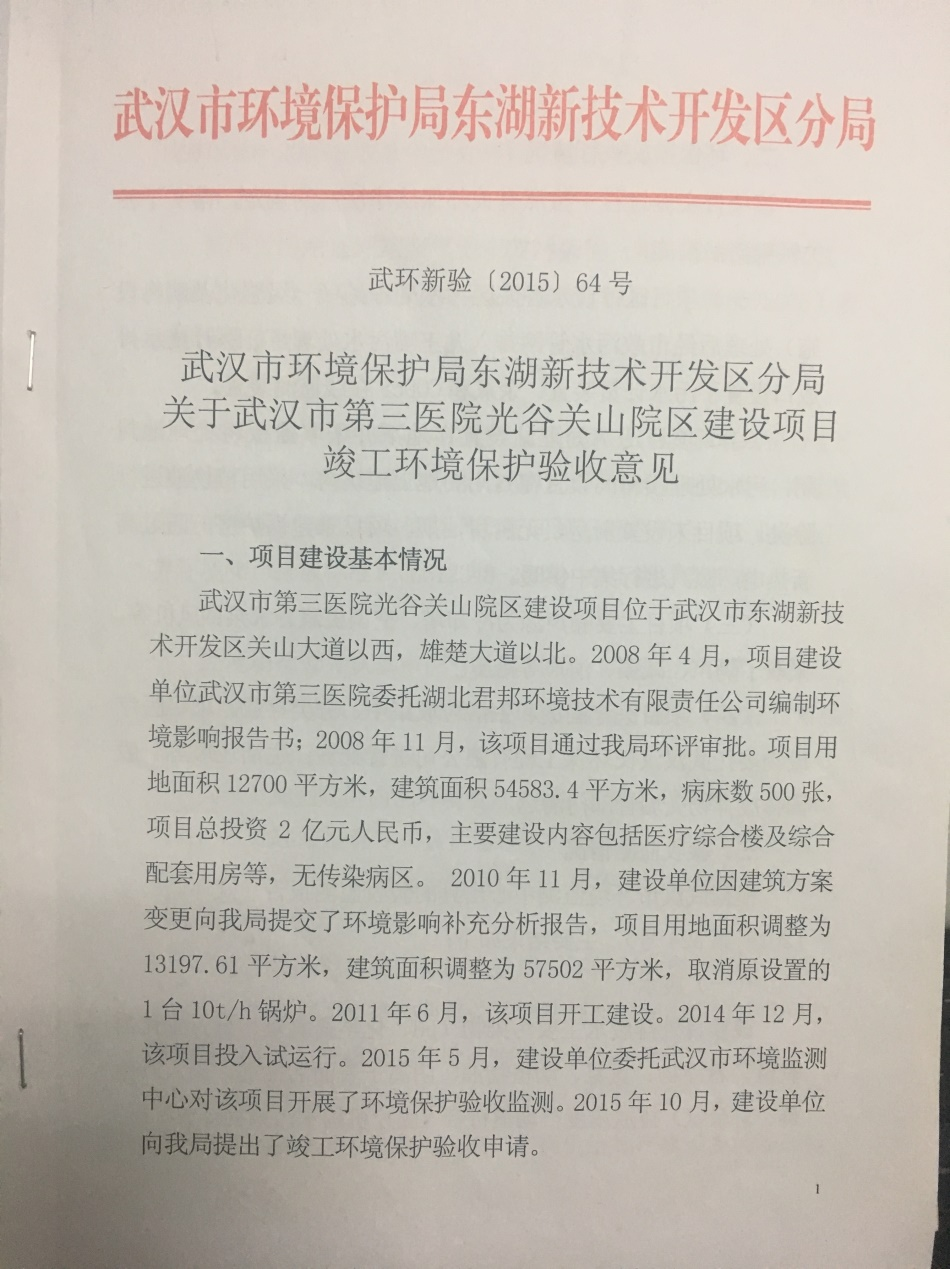 武汉市环境保护局东湖新技术开发区分局
武环新验〔2015〕64号
武汉市环境保护局东湖新技术开发区分局
关于武汉市第三医院光谷关山院区建设项目
竣工环境保护验收意见
一、项目建设基本情况
武汉市第三医院光谷关山院区建设项目位于武汉市东湖新技
术开发区关山大道以西，雄楚大道以北。2008年4月，项目建设
单位武汉市第三医院委托湖北君邦环境技术有限责任公司编制环
境影响报告书；2008年11月，该项目通过我局环评审批。项目用
地面积12700平方米，建筑面积54583.4平方米，病床数500张，
项目总投资2亿元人民币，主要建设内容包括医疗综合楼及综合
配套用房等，无传染病区。2010年11月，建设单位因建筑方案
变更向我局提交了环境影响补充分析报告，项目用地面积调整为
13197.61平方米，建筑面积调整为57502平方米，取消原设置的
1台10t/h锅炉。2011年6月，该项目开工建设。2014年12月，
该项目投入试运行。2015年5月，建设单位委托武汉市环境监测
中心对该项目开展了环境保护验收监测。2015年10月，建设单位
向我局提出了竣工环境保护验收申请。
1